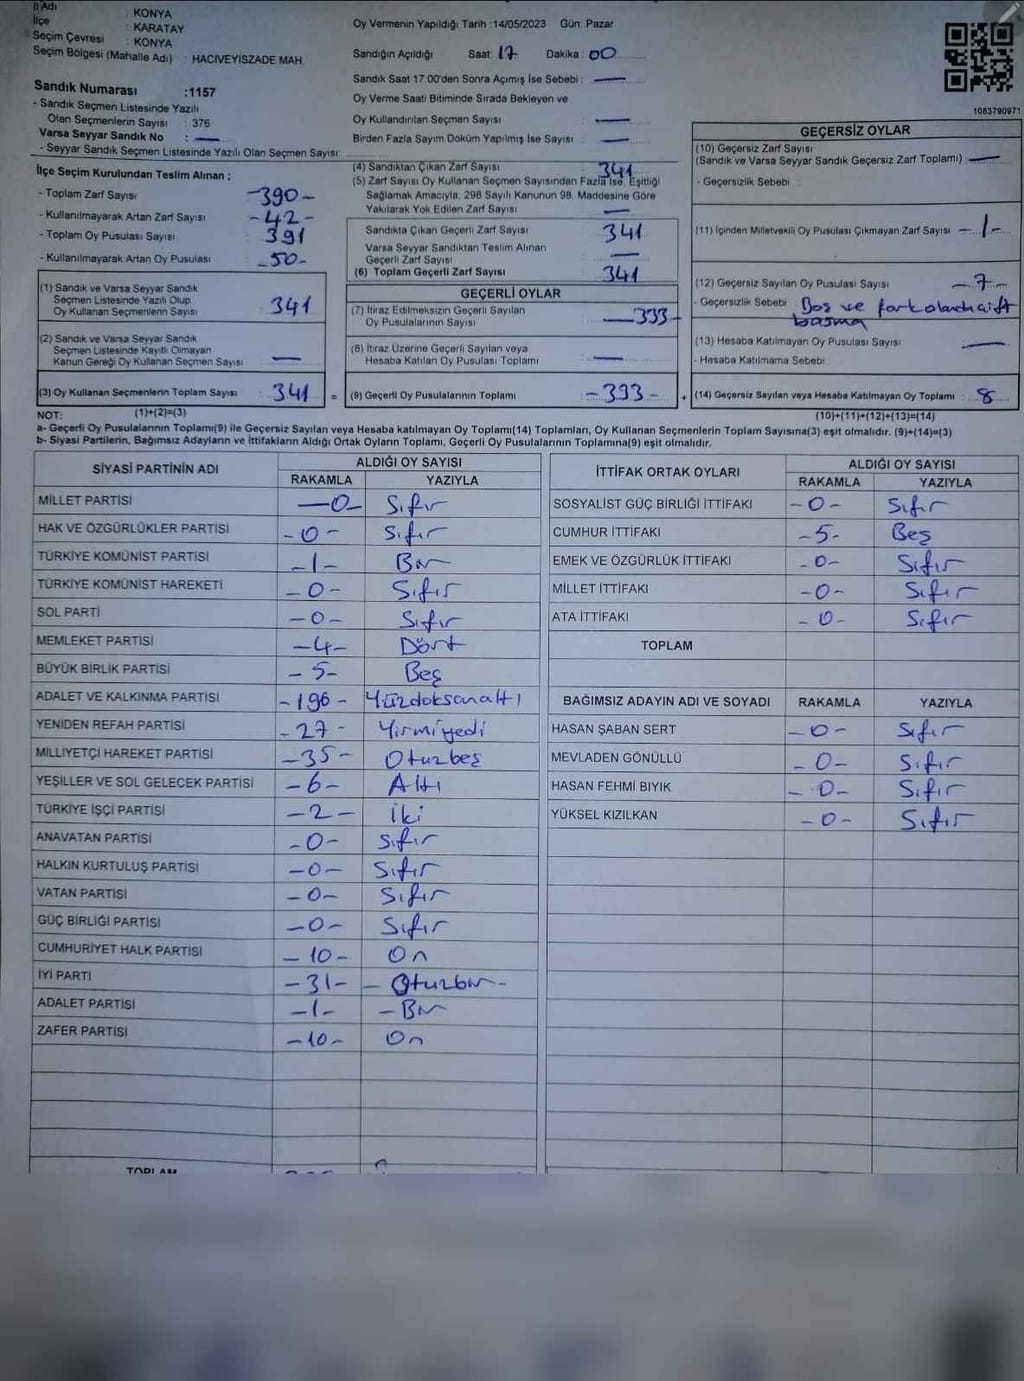 İl Adı : KONYA
İlçe : KARATAY
Seçim Çevresi : KONYA
Seçim Bölgesi (Mahalle Adı) : HACIVEYİSZADE MAH.
Sandık Numarası :1157
- Sandık Seçmen Listesinde Yazılı
Olan Seçmenlerin Sayısı : 376
Varsa Seyyar Sandık No : —
- Seyyar Sandık Seçmen Listesinde Yazılı Olan Seçmen Sayısı:
İlçe Seçim Kurulundan Teslim Alınan ;
- Toplam Zarf Sayısı -390-
- Kullanılmayarak Artan Zarf Sayısı -42-
- Toplam Oy Pusulası Sayısı 391
- Kullanılmayarak Artan Oy Pusulası -50-
(1) Sandık ve Varsa Seyyar Sandık
Seçmen Listesinde Yazılı Olup
Oy Kullanan Seçmenlerin Sayısı : 341
(2) Sandık ve Varsa Seyyar Sandık
Seçmen Listesinde Kayıtlı Olmayan
Kanun Gereği Oy Kullanan Seçmen Sayısı : —
(3) Oy Kullanan Seçmenlerin Toplam Sayısı : 341
Oy Vermenin Yapıldığı Tarih :14/05/2023 Gün: Pazar
Sandığın Açıldığı Saat: 17 Dakika : 00
Sandık Saat 17:00'den Sonra Açımış İse Sebebi : —
Oy Verme Saati Bitiminde Sırada Bekleyen ve
Oy Kullandırılan Seçmen Sayısı : —
Birden Fazla Sayım Döküm Yapılmış İse Sayısı : —
(4) Sandıktan Çıkan Zarf Sayısı : 341
(5) Zarf Sayısı Oy Kullanan Seçmen Sayısından Fazla İse, Eşitliği
Sağlamak Amacıyla, 298 Sayılı Kanunun 98. Maddesine Göre
Yakılarak Yok Edilen Zarf Sayısı : —
Sandıkta Çıkan Geçerli Zarf Sayısı : 341
Varsa Seyyar Sandıktan Teslim Alınan
Geçerli Zarf Sayısı : —
(6) Toplam Geçerli Zarf Sayısı : 341
GEÇERLİ OYLAR
(7) İtiraz Edilmeksizin Geçerli Sayılan
Oy Pusulalarının Sayısı : —333-
(8) İtiraz Üzerine Geçerli Sayılan veya
Hesaba Katılan Oy Pusulası Toplamı : —
= (9) Geçerli Oy Pusulalarının Toplamı : -333-
1083790971
GEÇERSİZ OYLAR
(10) Geçersiz Zarf Sayısı
(Sandık ve Varsa Seyyar Sandık Geçersiz Zarf Toplamı) : —
- Geçersizlik Sebebi :
(11) İçinden Milletvekili Oy Pusulası Çıkmayan Zarf Sayısı -1-
(12) Geçersiz Sayılan Oy Pusulası Sayısı : -7-
- Geçersizlik Sebebi : Boş ve çift
basma
(13) Hesaba Katılmayan Oy Pusulası Sayısı : —
- Hesaba Katılmama Sebebi :
+ (14) Geçersiz Sayılan veya Hesaba Katılmayan Oy Toplamı : 8
NOT: (1)+(2)=(3) (10)+(11)+(12)+(13)=(14)
a- Geçerli Oy Pusulalarının Toplamı(9) ile Geçersiz Sayılan veya Hesaba katılmayan Oy Toplamı(14) Toplamları, Oy Kullanan Seçmenlerin Toplam Sayısına(3) eşit olmalıdır. (9)+(14)=(3)
b- Siyasi Partilerin, Bağımsız Adayların ve İttifakların Aldığı Ortak Oyların Toplamı, Geçerli Oy Pusulalarının Toplamına(9) eşit olmalıdır.
SİYASİ PARTİNİN ADI ALDIĞI OY SAYISI
RAKAMLA YAZIYLA
MİLLET PARTİSİ —0- Sıfır
HAK VE ÖZGÜRLÜKLER PARTİSİ -0- Sıfır
TÜRKİYE KOMÜNİST PARTİSİ -1- Bir
TÜRKİYE KOMÜNİST HAREKETİ -0- Sıfır
SOL PARTİ -0- Sıfır
MEMLEKET PARTİSİ -4- Dört
BÜYÜK BİRLİK PARTİSİ -5- Beş
ADALET VE KALKINMA PARTİSİ -196- Yüzdoksanaltı
YENİDEN REFAH PARTİSİ -27- Yirmiyedi
MİLLİYETÇİ HAREKET PARTİSİ -35- Oturbeş
YEŞİLLER VE SOL GELECEK PARTİSİ -6- Altı
TÜRKİYE İŞÇİ PARTİSİ -2- İki
ANAVATAN PARTİSİ -0- Sıfır
HALKIN KURTULUŞ PARTİSİ -0- Sıfır
VATAN PARTİSİ -0- Sıfır
GÜÇ BİRLİĞİ PARTİSİ -0- Sıfır
CUMHURİYET HALK PARTİSİ -10- On
İYİ PARTİ -31- - Oturbir-
ADALET PARTİSİ -1- - Bir
ZAFER PARTİSİ -10- On
TOPLAM
İTTİFAK ORTAK OYLARI ALDIĞI OY SAYISI
RAKAMLA YAZIYLA
SOSYALİST GÜÇ BİRLİĞİ İTTİFAKI -0- Sıfır
CUMHUR İTTİFAKI -5- Beş
EMEK VE ÖZGÜRLÜK İTTİFAKI -0- Sıfır
MİLLET İTTİFAKI -0- Sıfır
ATA İTTİFAKI -0- Sıfır
TOPLAM
BAĞIMSIZ ADAYIN ADI VE SOYADI RAKAMLA YAZIYLA
HASAN ŞABAN SERT -0- Sıfır
MEVLADEN GÖNÜLLÜ -0- Sıfır
HASAN FEHMİ BIYIK -0- Sıfır
YÜKSEL KIZILKAN -0- Sıfır